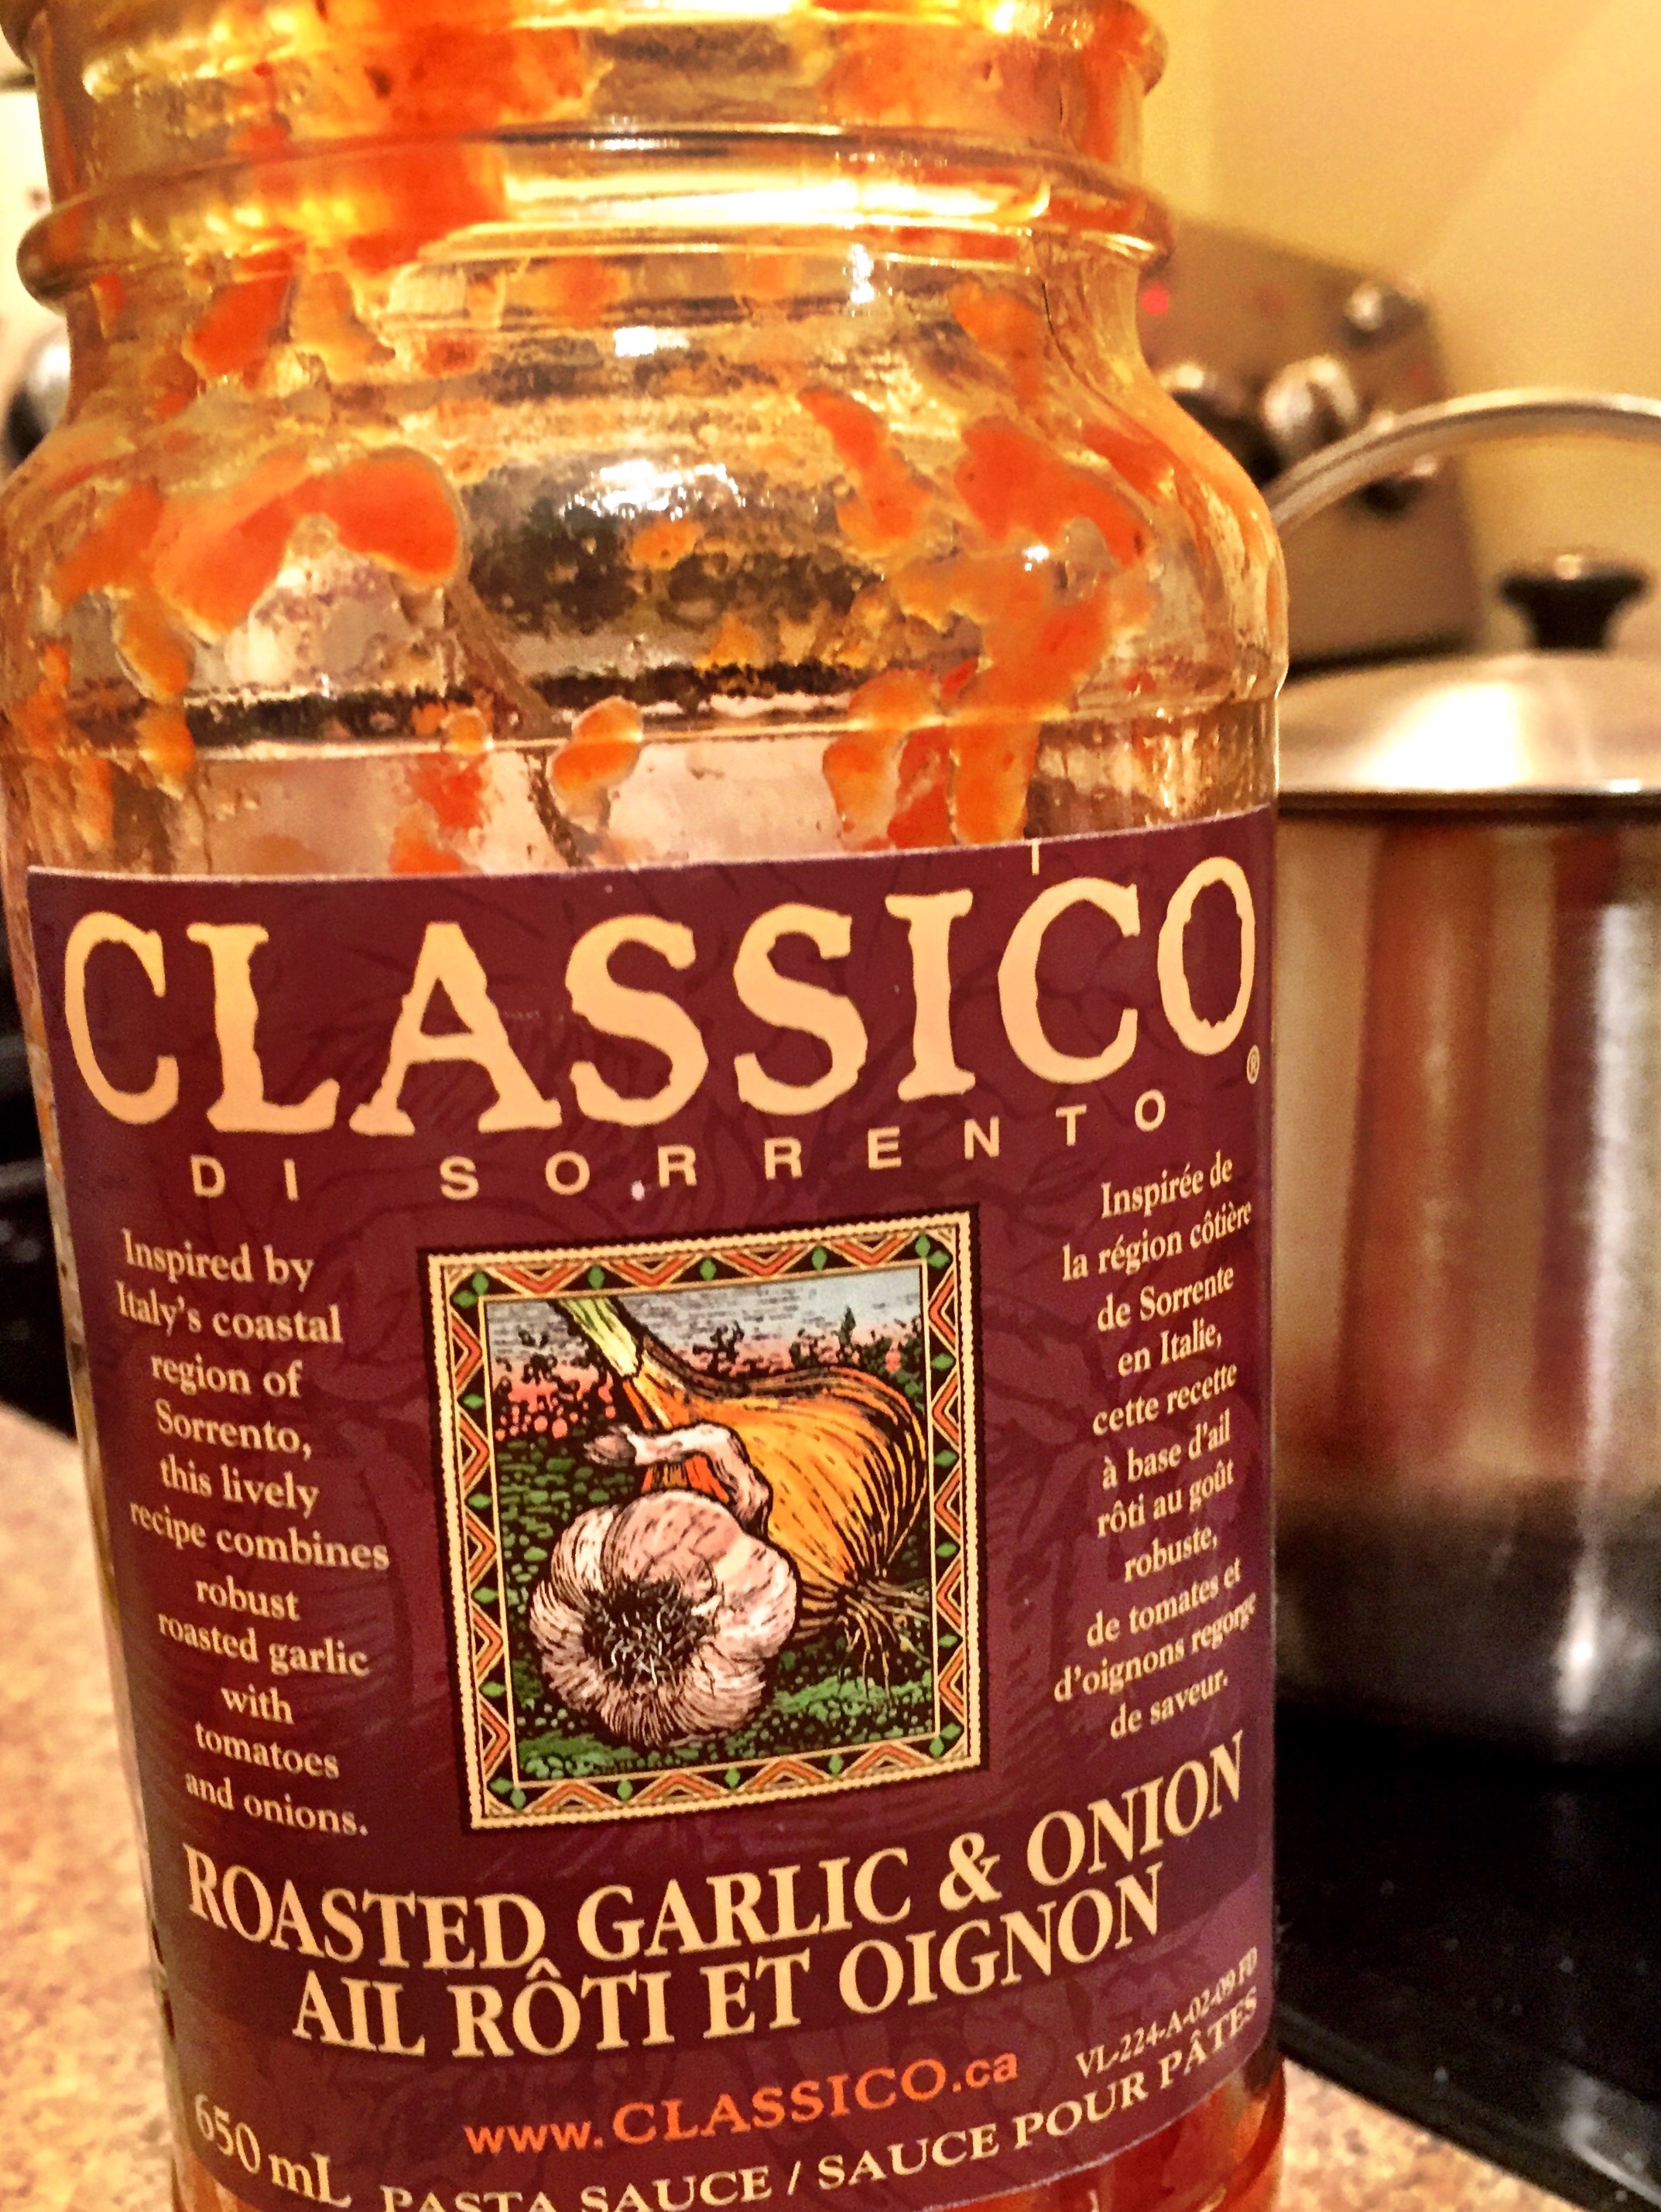 CLASSICO®
DI SORRENTO
Inspired by
Italy's coastal
region of
Sorrento,
this lively
recipe combines
robust
roasted garlic
with
tomatoes
and onions.
Inspirée de
la région côtière
de Sorrente
en Italie,
cette recette
à base d'ail
rôti au goût
robuste,
de tomates et
d'oignons regorge
de saveur.
ROASTED GARLIC & ONION
AIL RÔTI ET OIGNON
VL-224-A-02-09 FD
www.CLASSICO.ca
650 mL PASTA SAUCE / SAUCE POUR PÂTES